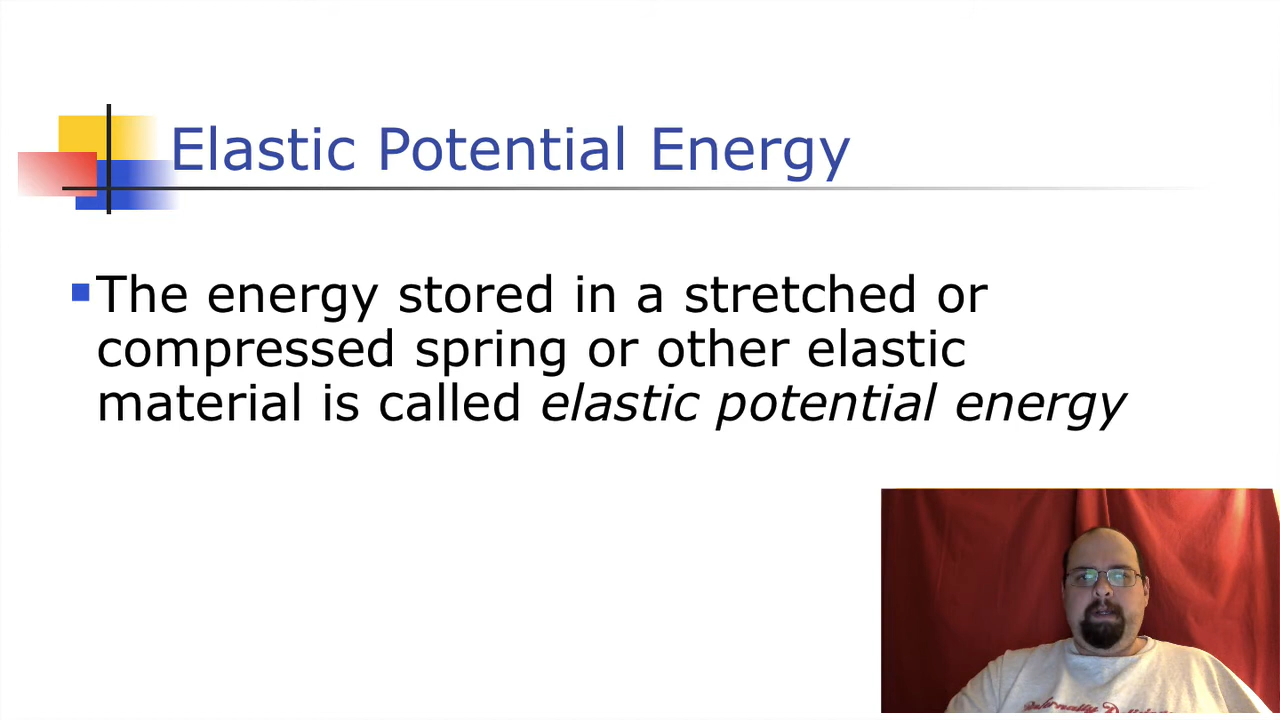 Elastic Potential Energy
The energy stored in a stretched or
compressed spring or other elastic
material is called elastic potential energy